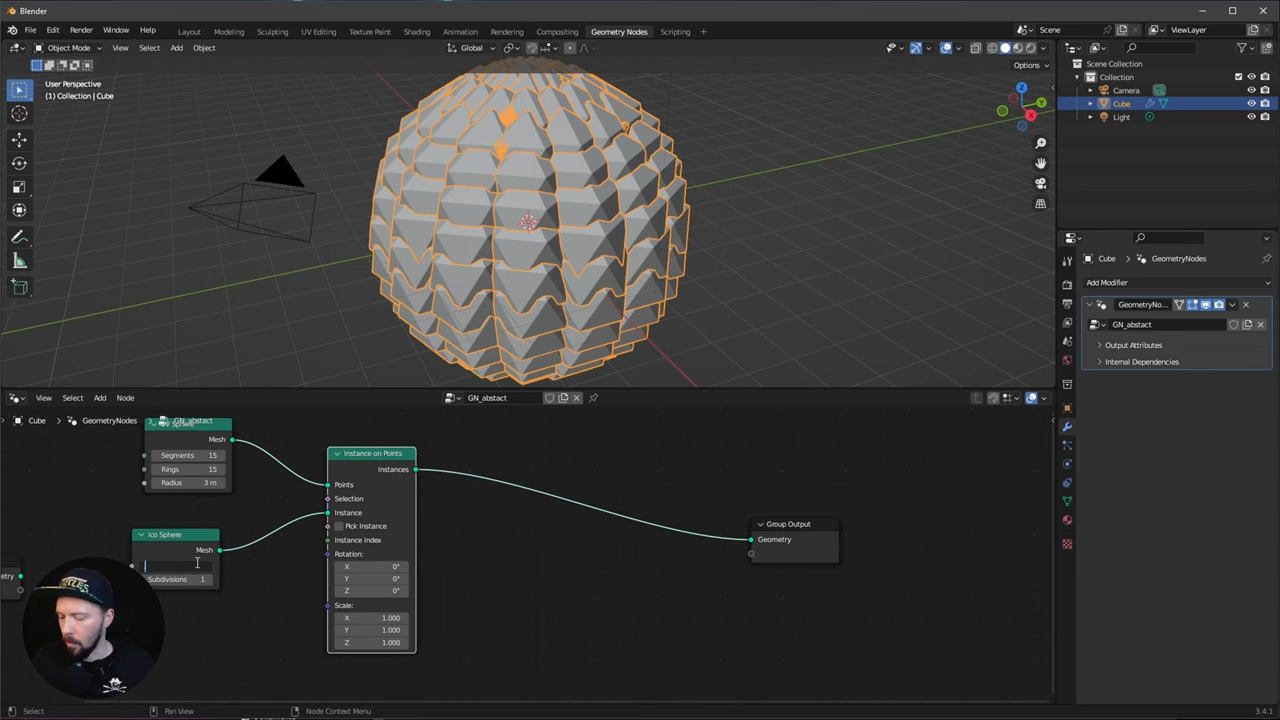 Blender
File Edit Render Window Help Layout Modeling Sculpting UV Editing Texture Paint Shading Animation Rendering Compositing Geometry Nodes Scripting Scene ViewLayer
Object Mode View Select Add Object Global
Options
User Perspective
(1) Collection | Cube
Z
Y
X
Scene Collection
Collection
Camera
Cube
Light
Cube GeometryNodes
Add Modifier
GeometryNo...
GN_abstact
Output Attributes
Internal Dependencies
View Select Add Node GN_abstact
Cube GeometryNodes GN_abstact
Mesh
Segments 15
Rings 15
Radius 3 m
Ico Sphere
Mesh
Subdivisions 1
Instance on Points
Instances
Points
Selection
Instance
Pick Instance
Instance Index
Rotation:
X 0°
Y 0°
Z 0°
Scale:
X 1.000
Y 1.000
Z 1.000
Group Output
Geometry
Select Pan View Node Context Menu 3.4.1